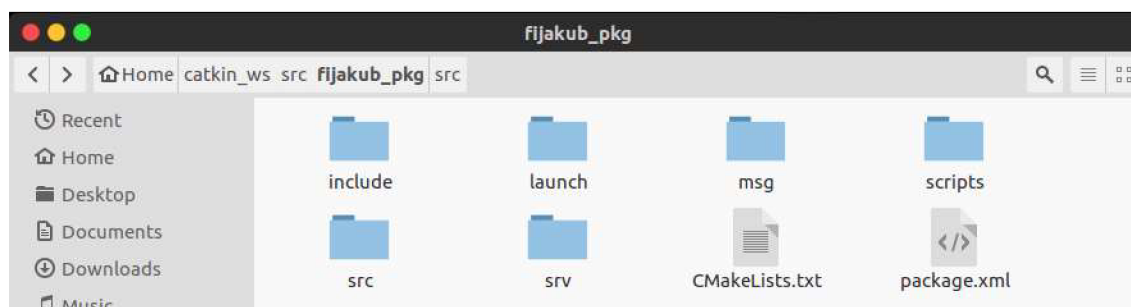 fijakub_pkg
Home catkin_ws src fijakub_pkg src
Recent
Home
Desktop
Documents
Downloads
Music
include launch msg scripts
src srv CMakeLists.txt package.xml